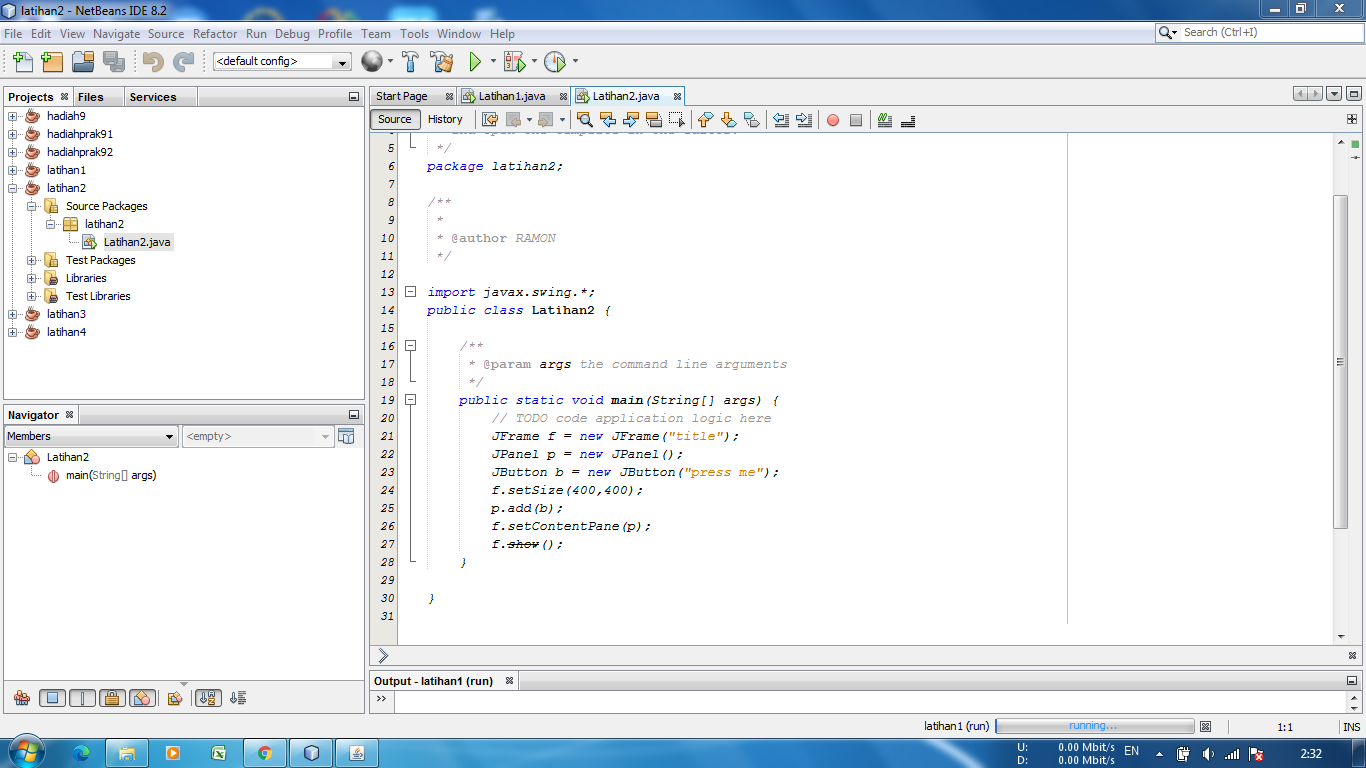 latihan2 - NetBeans IDE 8.2
File Edit View Navigate Source Refactor Run Debug Profile Team Tools Window Help
Search (Ctrl+I)
<default config>
Projects Files Services
hadiah9
hadiahprak91
hadiahprak92
latihan1
latihan2
Source Packages
latihan2
Latihan2.java
Test Packages
Libraries
Test Libraries
latihan3
latihan4
Navigator
Members <empty>
Latihan2
main(String[] args)
Start Page Latihan1.java Latihan2.java
Source History
5 */
6 package latihan2;
7
8 /**
9 *
10 * @author RAMON
11 */
12
13 import javax.swing.*;
14 public class Latihan2 {
15
16 /**
17 * @param args the command line arguments
18 */
19 public static void main(String[] args) {
20 // TODO code application logic here
21 JFrame f = new JFrame("title");
22 JPanel p = new JPanel();
23 JButton b = new JButton("press me");
24 f.setSize(400,400);
25 p.add(b);
26 f.setContentPane(p);
27 f.show();
28 }
29
30 }
31
Output - latihan1 (run)
>>
latihan1 (run) running... 1:1 INS
U: 0.00 Mbit/s
D: 0.00 Mbit/s
EN
2:32